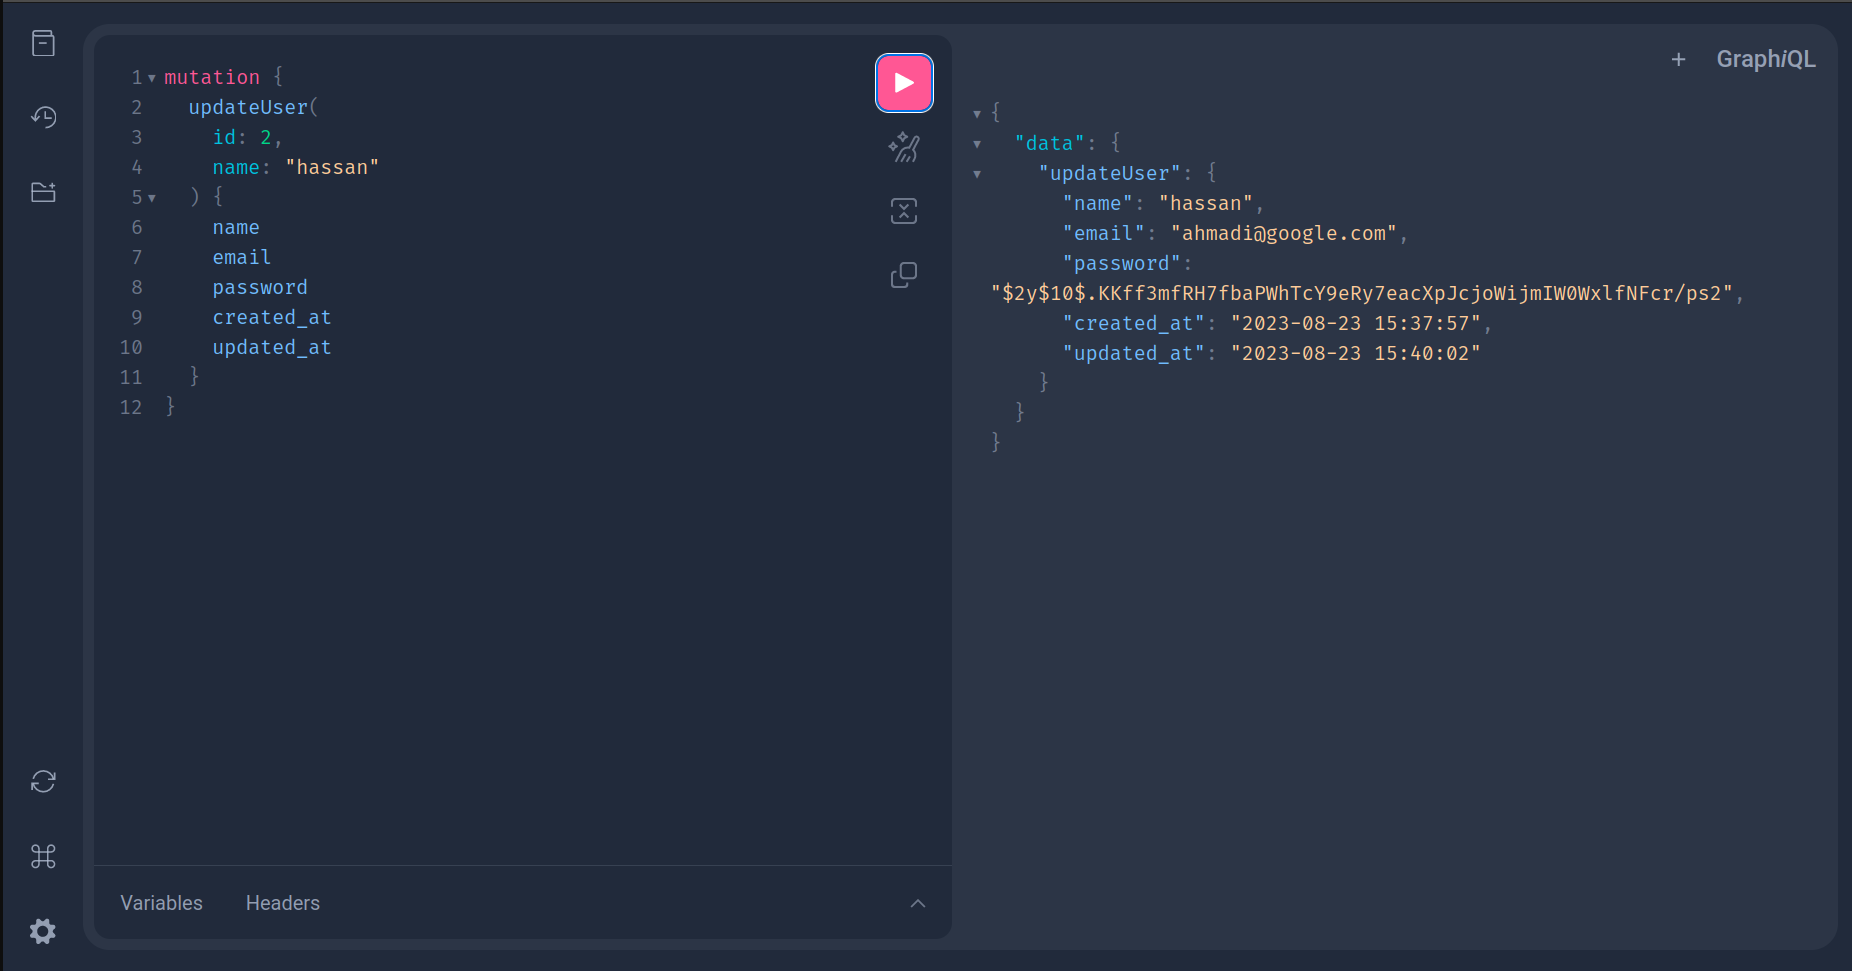 1 mutation {
2 updateUser(
3 id: 2,
4 name: "hassan"
5 ) {
6 name
7 email
8 password
9 created_at
10 updated_at
11 }
12 }
Variables Headers
+ GraphiQL
{
"data": {
"updateUser": {
"name": "hassan",
"email": "ahmadi@google.com",
"password":
"$2y$10$.KKff3mfRH7fbaPWhTcY9eRy7eacXpJcjoWijmIW0WxlfNFcr/ps2",
"created_at": "2023-08-23 15:37:57",
"updated_at": "2023-08-23 15:40:02"
}
}
}